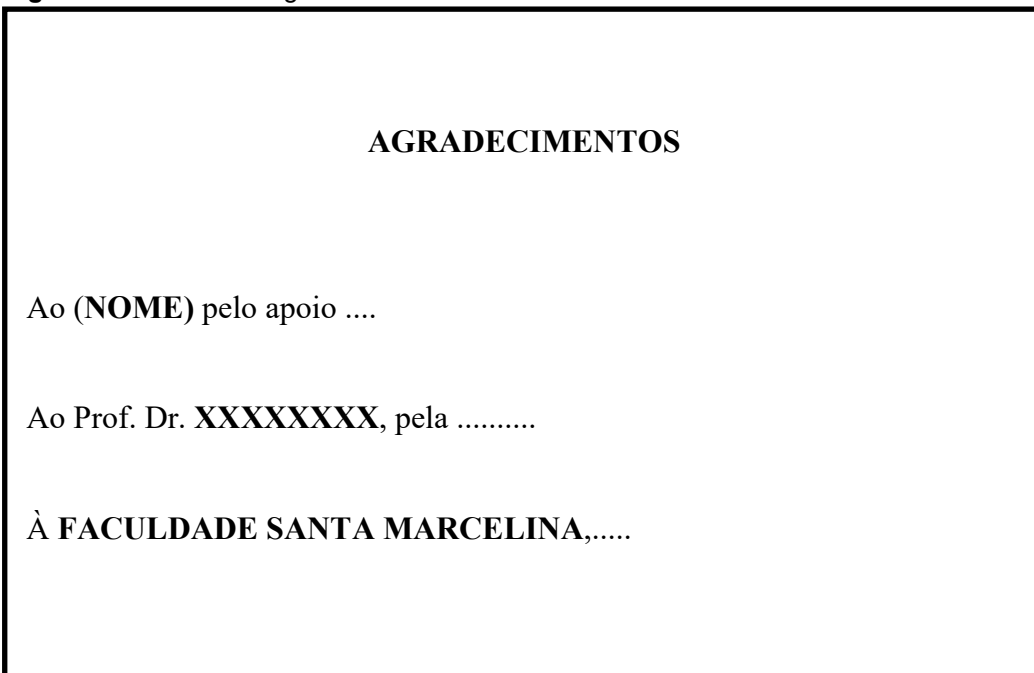 AGRADECIMENTOS
Ao (NOME) pelo apoio ....
Ao Prof. Dr. XXXXXXXX, pela ..........
À FACULDADE SANTA MARCELINA,.....